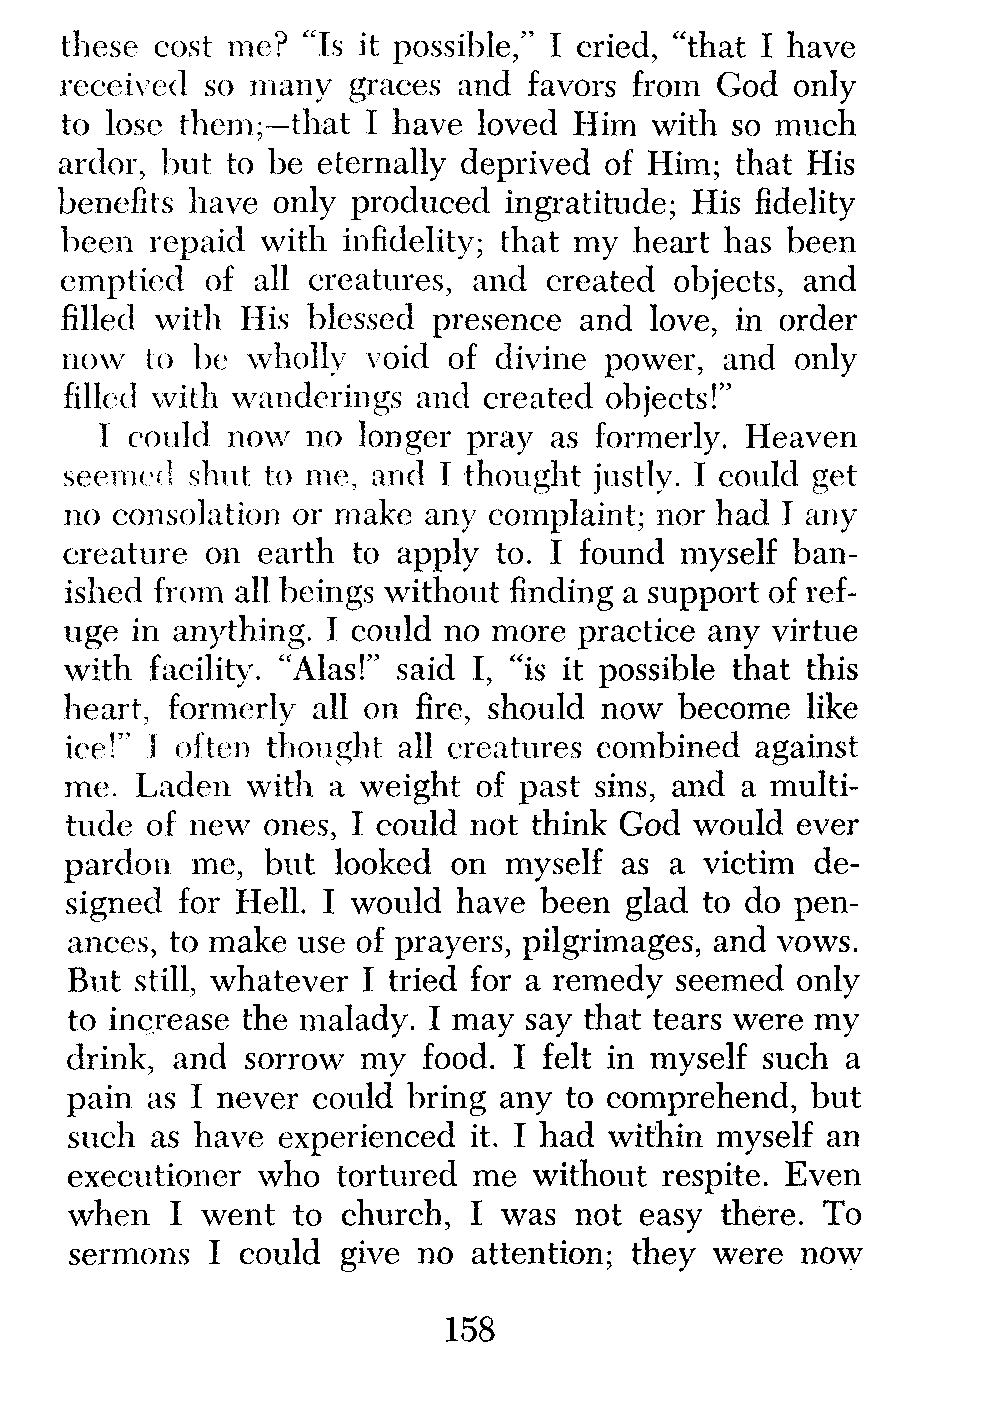 these cost me? “Is it possible,” I cried, “that I have
received so many graces and favors from God only
to lose them;—that I have loved Him with so much
ardor, but to be eternally deprived of Him; that His
benefits have only produced ingratitude; His fidelity
been repaid with infidelity; that my heart has been
emptied of all creatures, and created objects, and
filled with His blessed presence and love, in order
now to be wholly void of divine power, and only
filled with wanderings and created objects!”
I could now no longer pray as formerly. Heaven
seemed shut to me, and I thought justly. I could get
no consolation or make any complaint; nor had I any
creature on earth to apply to. I found myself ban-
ished from all beings without finding a support of ref-
uge in anything. I could no more practice any virtue
with facility. “Alas!” said I, “is it possible that this
heart, formerly all on fire, should now become like
ice!” I often thought all creatures combined against
me. Laden with a weight of past sins, and a multi-
tude of new ones, I could not think God would ever
pardon me, but looked on myself as a victim de-
signed for Hell. I would have been glad to do pen-
ances, to make use of prayers, pilgrimages, and vows.
But still, whatever I tried for a remedy seemed only
to increase the malady. I may say that tears were my
drink, and sorrow my food. I felt in myself such a
pain as I never could bring any to comprehend, but
such as have experienced it. I had within myself an
executioner who tortured me without respite. Even
when I went to church, I was not easy there. To
sermons I could give no attention; they were now
158